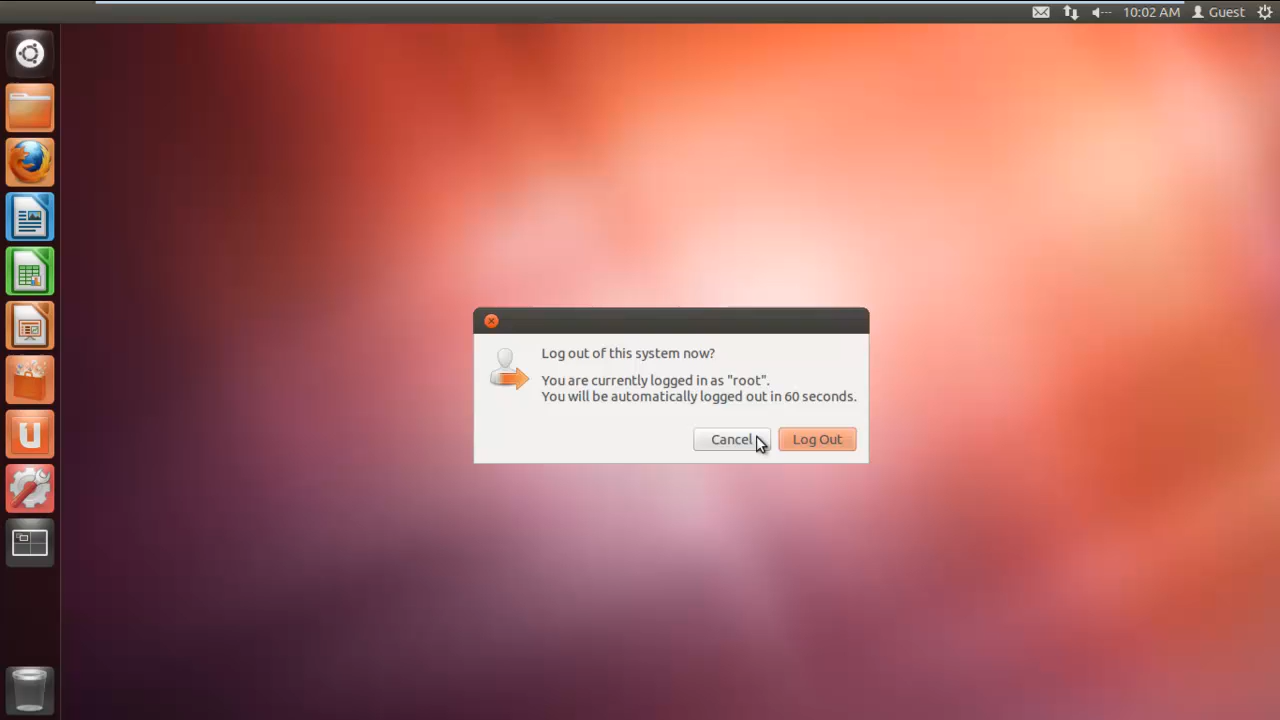 10:02 AM Guest
Log out of this system now?
You are currently logged in as "root".
You will be automatically logged out in 60 seconds.
Cancel Log Out